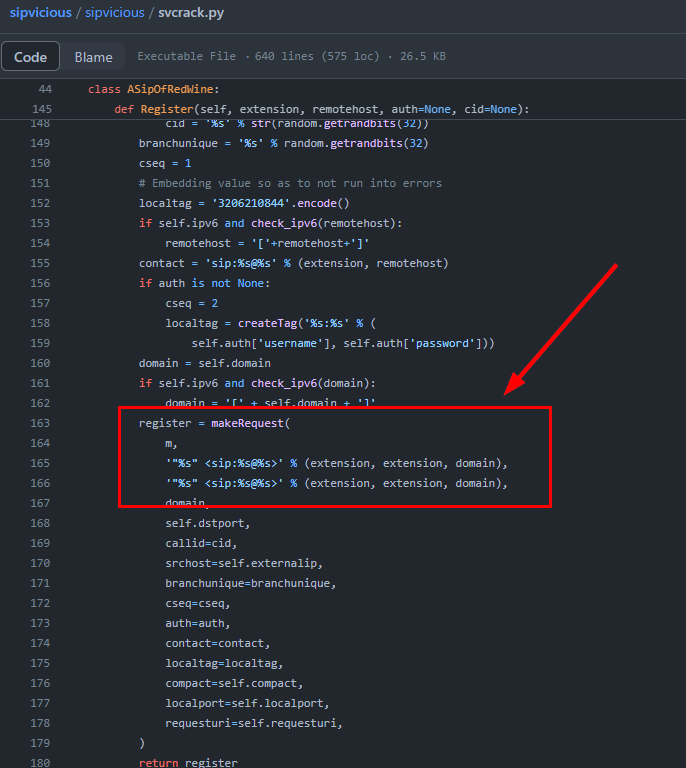 sipvicious / sipvicious / svcrack.py
Code Blame Executable File · 640 lines (575 loc) · 26.5 KB
44 class ASipOfRedWine:
145 def Register(self, extension, remotehost, auth=None, cid=None):
148 cid = '%s' % str(random.getrandbits(32))
149 branchunique = '%s' % random.getrandbits(32)
150 cseq = 1
151 # Embedding value so as to not run into errors
152 localtag = '3206210844'.encode()
153 if self.ipv6 and check_ipv6(remotehost):
154 remotehost = '['+remotehost+']'
155 contact = 'sip:%s@%s' % (extension, remotehost)
156 if auth is not None:
157 cseq = 2
158 localtag = createTag('%s:%s' % (
159 self.auth['username'], self.auth['password']))
160 domain = self.domain
161 if self.ipv6 and check_ipv6(domain):
162 domain = '[' + self.domain + ']'
163 register = makeRequest(
164 m,
165 '"%s" <sip:%s@%s>' % (extension, extension, domain),
166 '"%s" <sip:%s@%s>' % (extension, extension, domain),
167 domain,
168 self.dstport,
169 callid=cid,
170 srchost=self.externalip,
171 branchunique=branchunique,
172 cseq=cseq,
173 auth=auth,
174 contact=contact,
175 localtag=localtag,
176 compact=self.compact,
177 localport=self.localport,
178 requesturi=self.requesturi,
179 )
180 return register